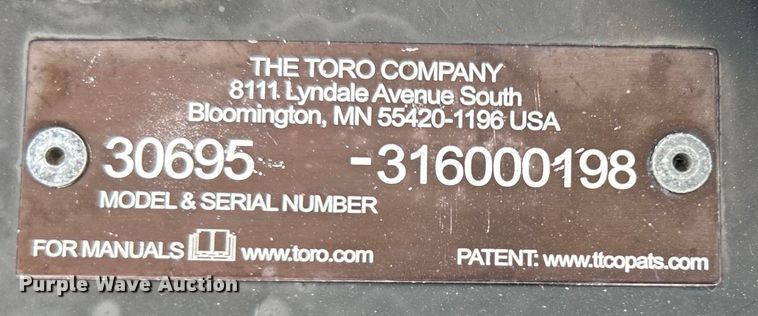 THE TORO COMPANY
8111 Lyndale Avenue South
Bloomington, MN 55420-1196 USA
30695 -316000198
MODEL & SERIAL NUMBER
FOR MANUALS www.toro.com PATENT: www.ttcopats.com
Purple Wave Auction